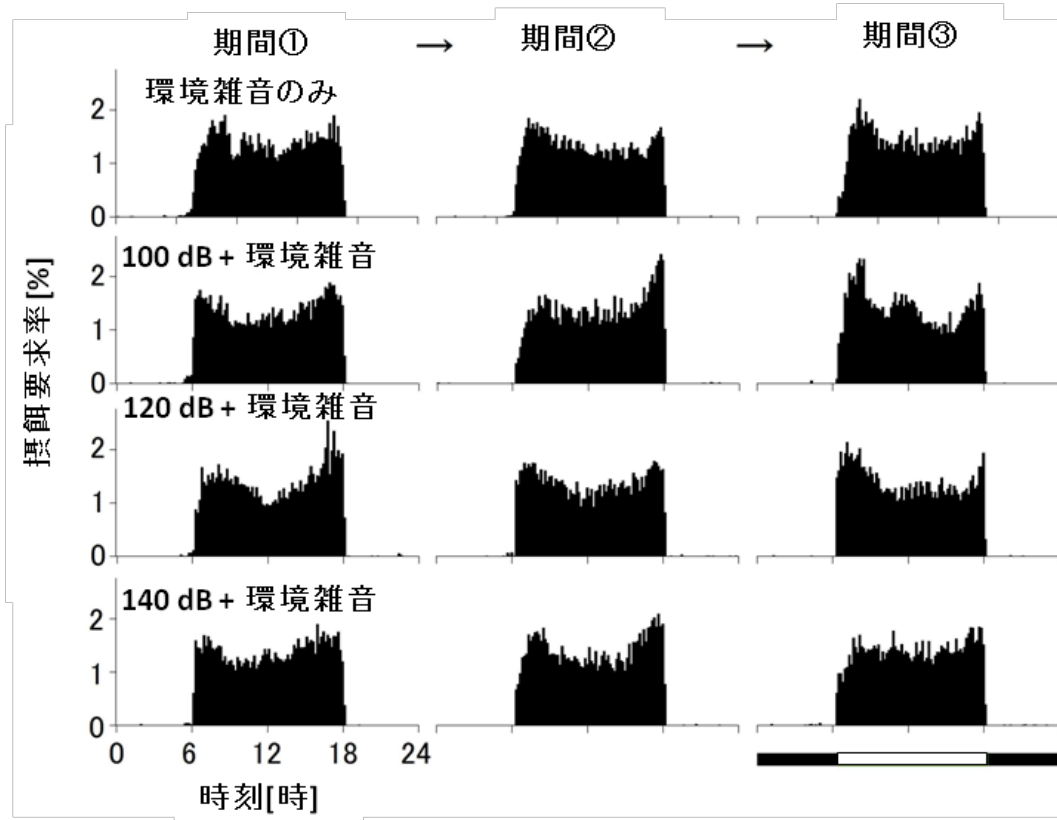 期間① → 期間② → 期間③
環境雑音のみ
2
1
0
100 dB + 環境雑音
2
1
0
120 dB + 環境雑音
2
1
0
140 dB + 環境雑音
2
1
0
0 6 12 18 24
時刻[時]
摂餌要求率[%]